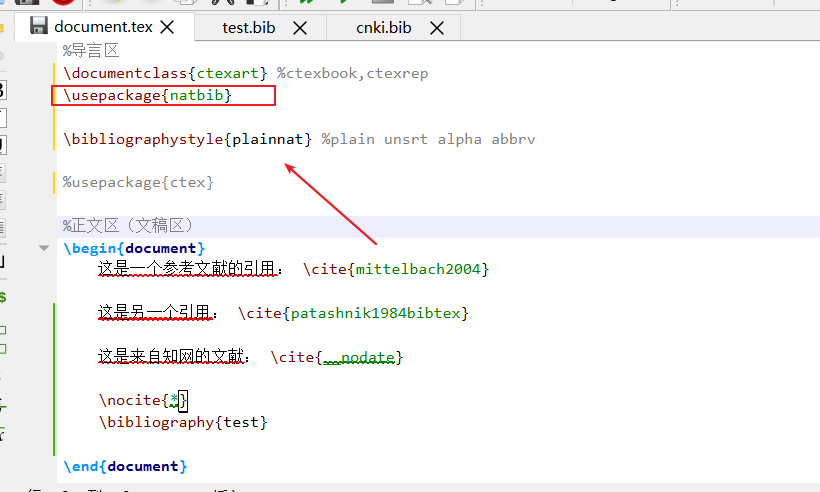 document.tex test.bib cnki.bib
%导言区
\documentclass{ctexart} %ctexbook,ctexrep
\usepackage{natbib}
\bibliographystyle{plainnat} %plain unsrt alpha abbrv
%usepackage{ctex}
%正文区（文稿区）
\begin{document}
这是一个参考文献的引用： \cite{mittelbach2004}
这是另一个引用： \cite{patashnik1984bibtex}
这是来自知网的文献： \cite{__nodate}
\nocite{*}
\bibliography{test}
\end{document}